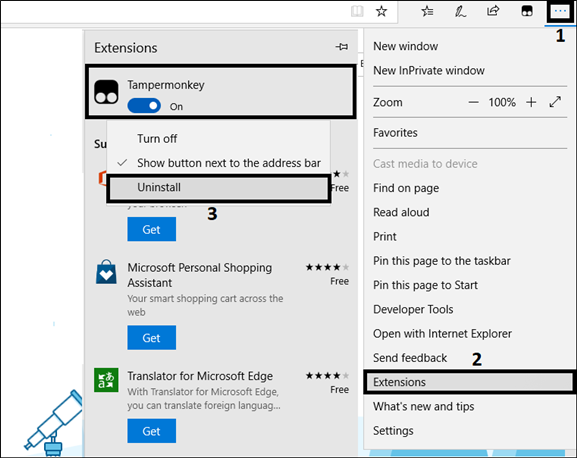 1
Extensions
Tampermonkey
On
Su
Turn off
Show button next to the address bar
Uninstall
Free
3
Get
Microsoft Personal Shopping
Assistant
Free
Your smart shopping cart across the
web
Get
Translator for Microsoft Edge
Free
With Translator for Microsoft Edge,
you can translate foreign languag...
Get
New window
New InPrivate window
Zoom
100%
Favorites
Cast media to device
Find on page
Read aloud
Print
Pin this page to the taskbar
Pin this page to Start
Developer Tools
Open with Internet Explorer
Send feedback
2
Extensions
What's new and tips
Settings